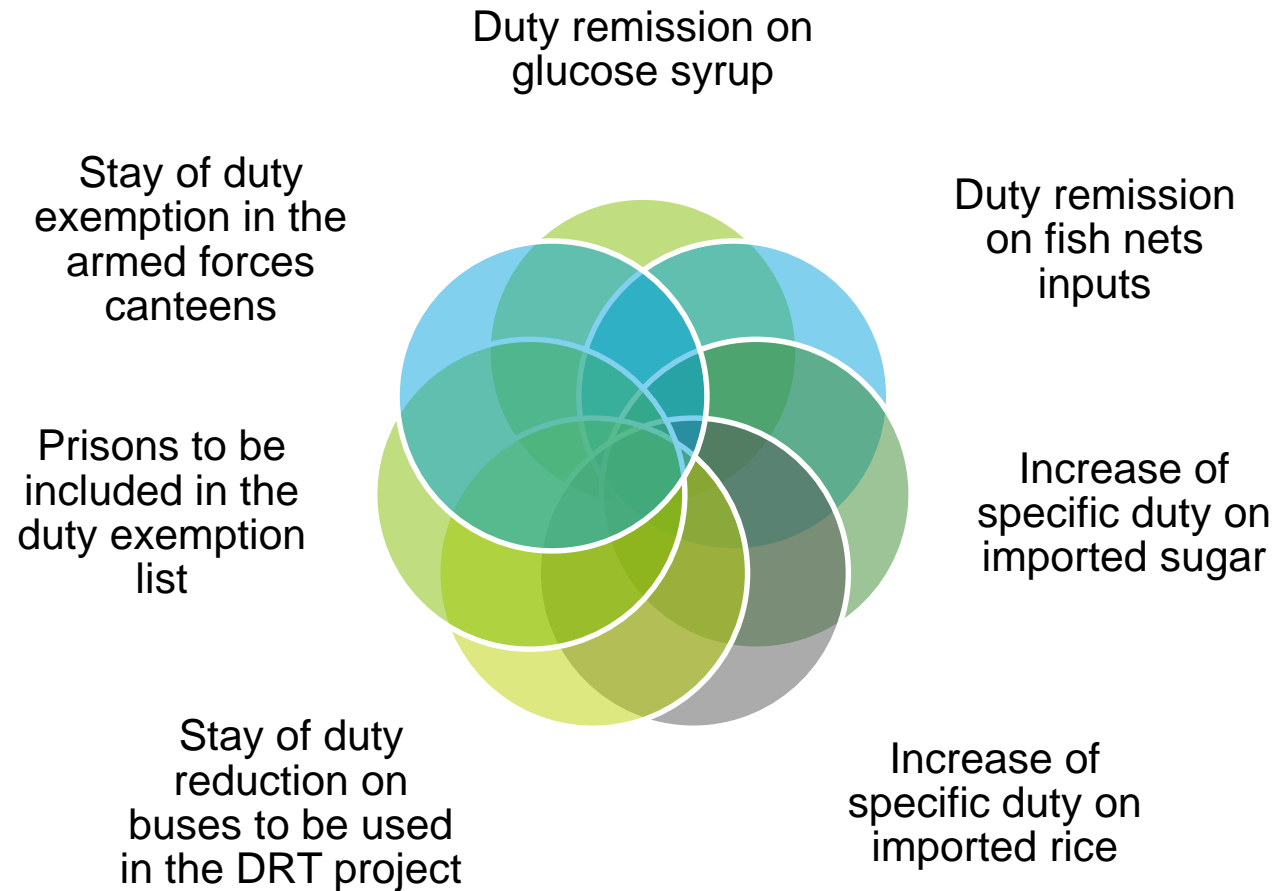 Duty remission on
glucose syrup
Duty remission
on fish nets
inputs
Increase of
specific duty on
imported sugar
Increase of
specific duty on
imported rice
Stay of duty
reduction on
buses to be used
in the DRT project
Prisons to be
included in the
duty exemption
list
Stay of duty
exemption in the
armed forces
canteens